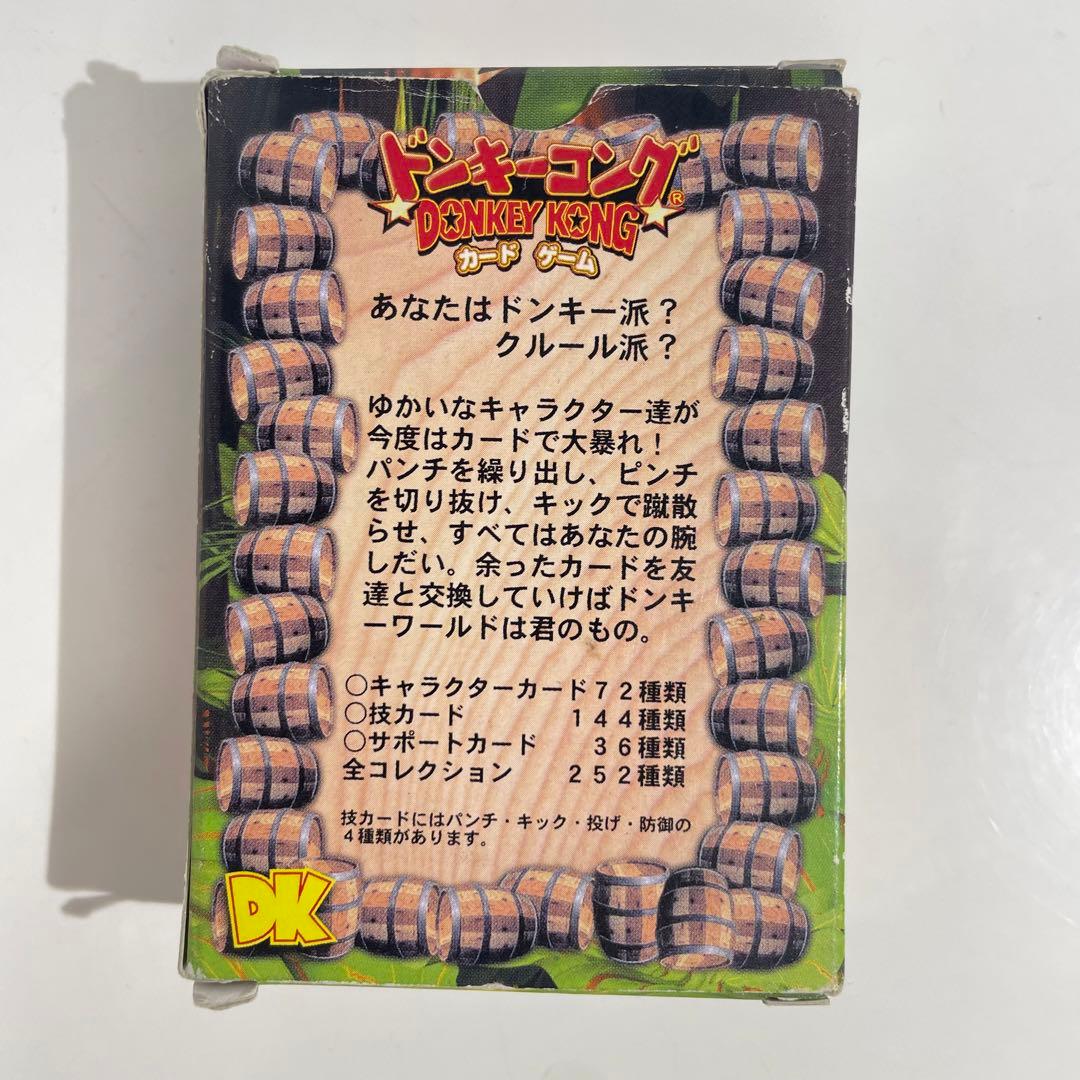 ドンキーコング®
DONKEY KONG
カード ゲーム
あなたはドンキー派?
クルール派?
ゆかいなキャラクター達が
今度はカードで大暴れ!
パンチを繰り出し、ピンチ
を切り抜け、キックで蹴散
らせ、すべてはあなたの腕
しだい。余ったカードを友
達と交換していけばドンキ
ーワールドは君のもの。
○キャラクターカード72種類
○技カード 144種類
○サポートカード 36種類
全コレクション 252種類
技カードにはパンチ・キック・投げ・防御の
4種類があります。
DK